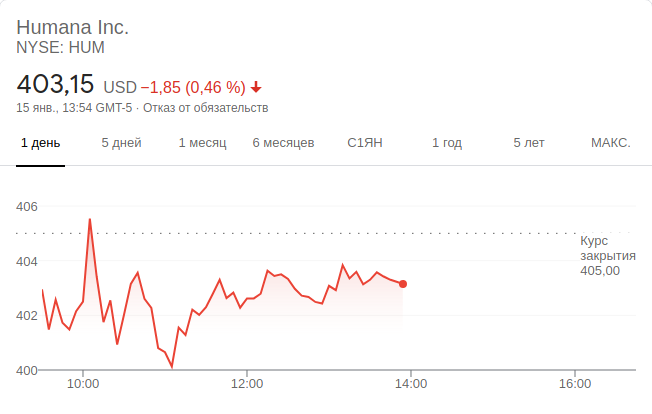 Humana Inc.
NYSE: HUM
403,15 USD −1,85 (0,46 %)
15 янв., 13:54 GMT-5 · Отказ от обязательств
1 день 5 дней 1 месяц 6 месяцев С1ЯН 1 год 5 лет МАКС.
406
Курс
закрытия
405,00
404
402
400
10:00 12:00 14:00 16:00